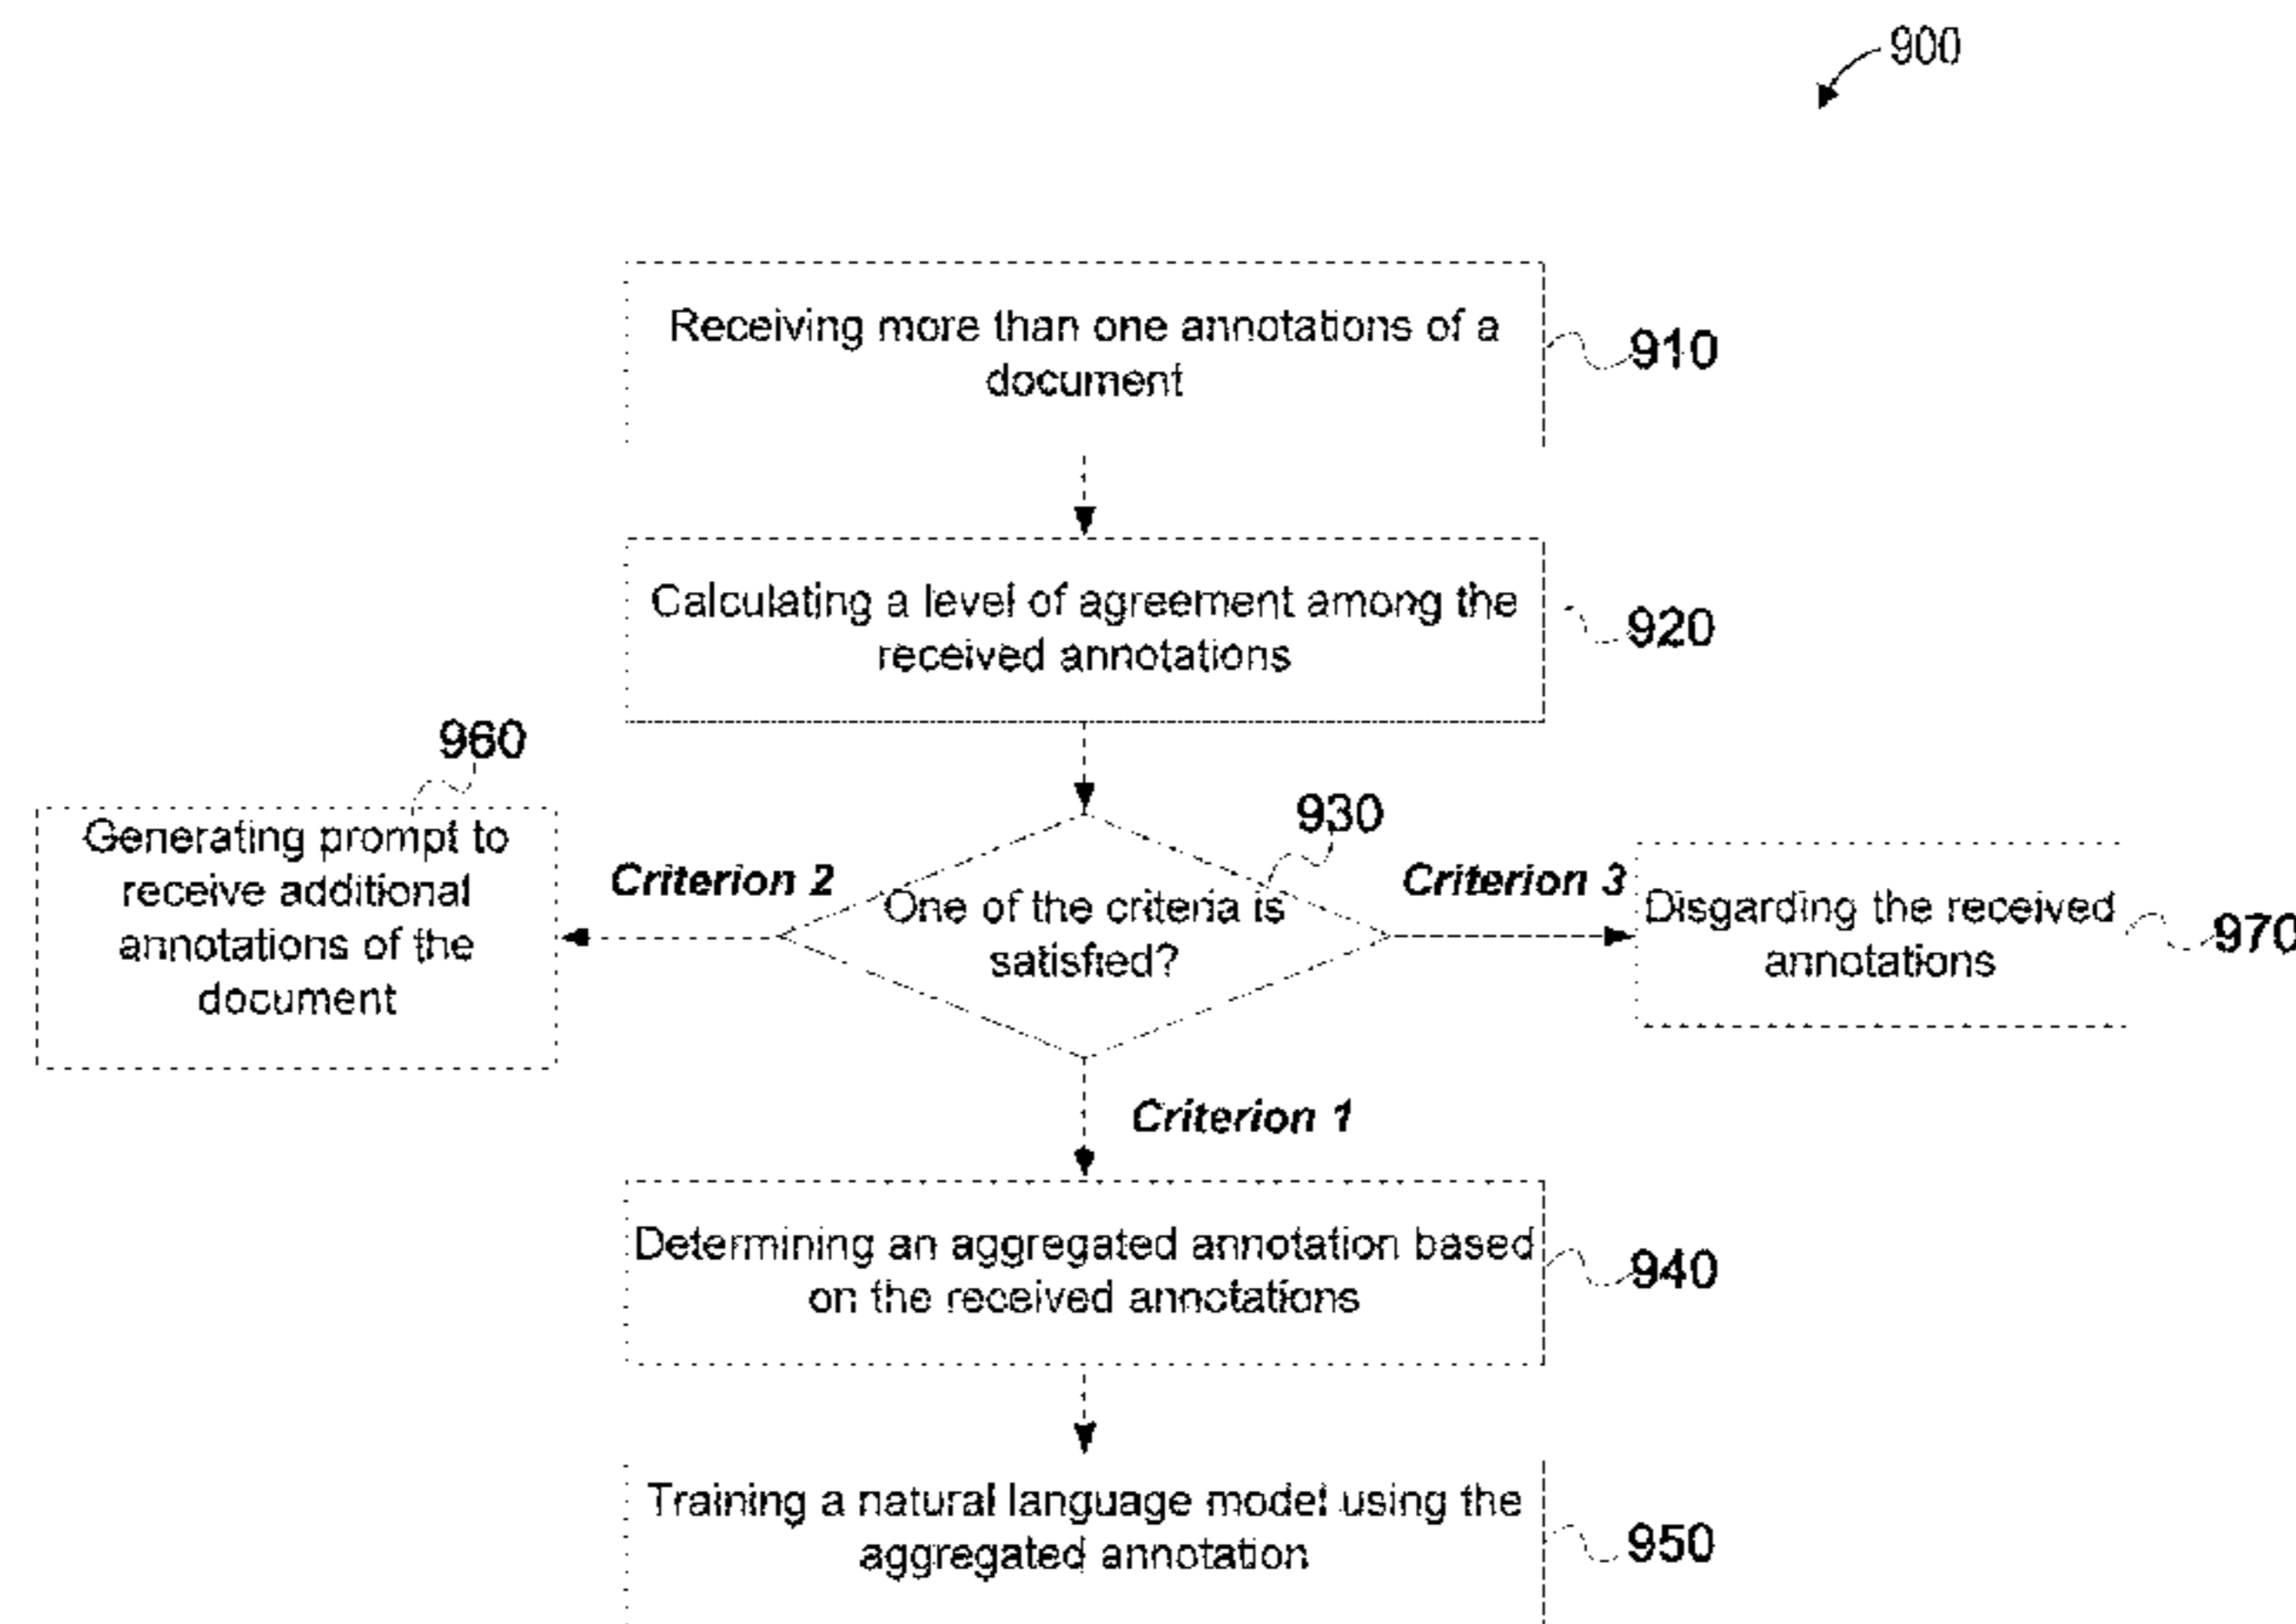 900
Receiving more than one annotations of a
document
910
Calculating a level of agreement among the
received annotations
920
960
Generating prompt to
receive additional
annotations of the
document
Criterion 2
930
One of the criteria is
satisfied?
Criterion 3
Disgarding the received
annotations
970
Criterion 1
Determining an aggregated annotation based
on the received annotations
940
Training a natural language model using the
aggregated annotation
950